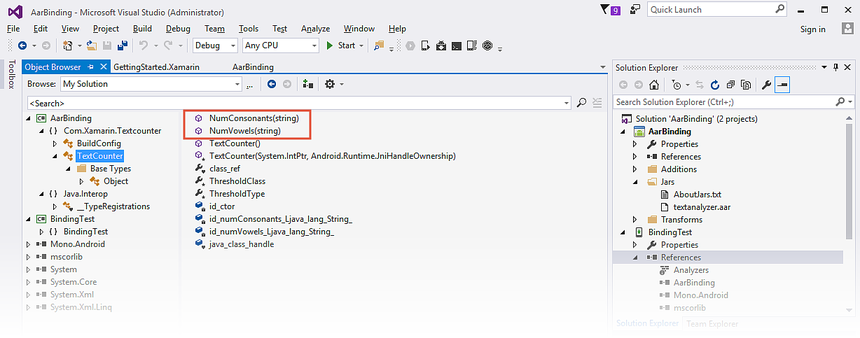 AarBinding - Microsoft Visual Studio (Administrator)
9
Quick Launch
File Edit View Project Build Debug Team Tools Test Analyze Window Help
Sign in
Debug Any CPU Start
Toolbox
Object Browser GettingStarted.Xamarin AarBinding
Browse: My Solution
<Search>
AarBinding
Com.Xamarin.Textcounter
BuildConfig
TextCounter
Base Types
Object
Java.Interop
__TypeRegistrations
BindingTest
BindingTest
Mono.Android
mscorlib
System
System.Core
System.Xml
System.Xml.Linq
NumConsonants(string)
NumVowels(string)
TextCounter()
TextCounter(System.IntPtr, Android.Runtime.JniHandleOwnership)
class_ref
ThresholdClass
ThresholdType
id_ctor
id_numConsonants_Ljava_lang_String_
id_numVowels_Ljava_lang_String_
java_class_handle
Solution Explorer
Search Solution Explorer (Ctrl+;)
Solution 'AarBinding' (2 projects)
AarBinding
Properties
References
Additions
Jars
AboutJars.txt
textanalyzer.aar
Transforms
BindingTest
Properties
References
Analyzers
AarBinding
Mono.Android
mscorlib
Solution Explorer Team Explorer